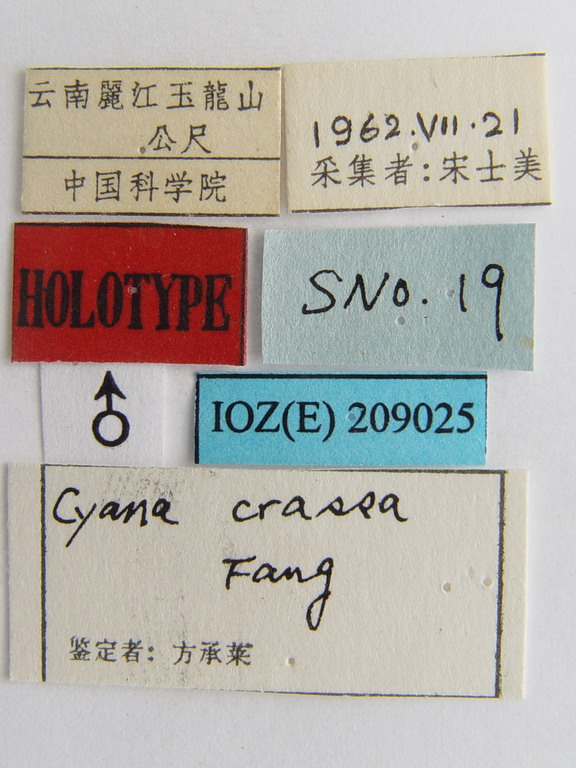 云南麗江玉龍山
公尺
中国科学院
1962.VII.21
采集者:宋士美
HOLOTYPE
SNo. 19
♂
IOZ(E) 209025
Cyana crassa
Fang
鉴定者: 方承莱